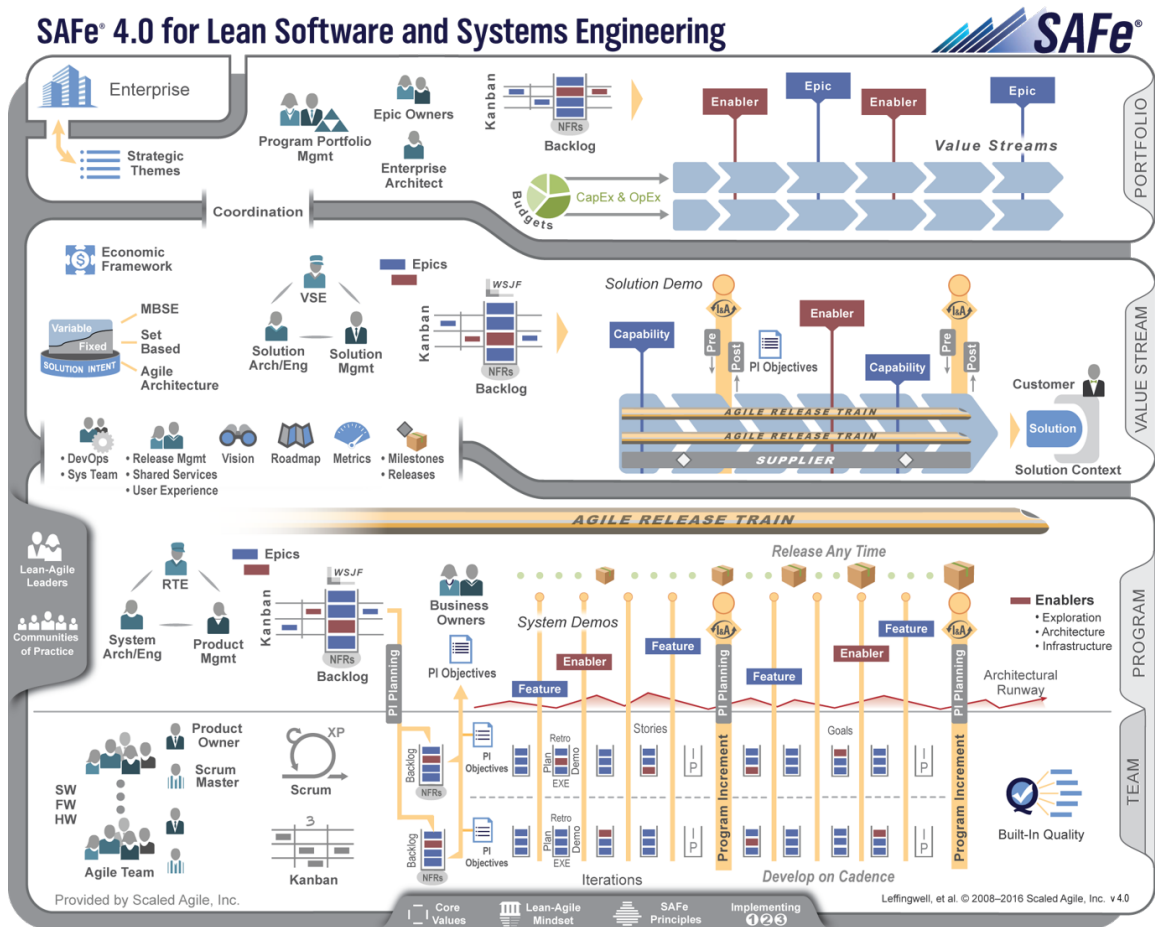 SAFe® 4.0 for Lean Software and Systems Engineering
SAFe®
Enterprise
Strategic
Themes
Program Portfolio
Mgmt
Epic Owners
Enterprise
Architect
Kanban
NFRs
Backlog
Enabler
Epic
Enabler
Epic
Value Streams
Budgets
CapEx & OpEx
PORTFOLIO
Coordination
Economic
Framework
Variable
Fixed
SOLUTION INTENT
MBSE
Set
Based
Agile
Architecture
VSE
Solution
Arch/Eng
Solution
Mgmt
Epics
WSJF
Kanban
NFRs
Backlog
Solution Demo
I&A
Capability
Pre
Post
PI Objectives
Enabler
Capability
I&A
Pre
Post
AGILE RELEASE TRAIN
AGILE RELEASE TRAIN
SUPPLIER
Customer
Solution
Solution Context
VALUE STREAM
• DevOps
• Sys Team
• Release Mgmt
• Shared Services
• User Experience
Vision
Roadmap
Metrics
• Milestones
• Releases
Lean-Agile
Leaders
Communities
of Practice
AGILE RELEASE TRAIN
RTE
System
Arch/Eng
Product
Mgmt
Epics
WSJF
Kanban
NFRs
Backlog
PI Planning
Business
Owners
PI Objectives
Release Any Time
System Demos
Feature
Enabler
Feature
I&A
PI Planning
Feature
Enabler
Feature
I&A
PI Planning
Enablers
• Exploration
• Architecture
• Infrastructure
Architectural
Runway
PROGRAM
SW
FW
HW
Product
Owner
Scrum
Master
Agile Team
XP
Scrum
3
Kanban
Backlog
NFRs
PI
Objectives
Retro
Plan
Demo
EXE
Stories
I
P
Program Increment
Goals
I
P
Program Increment
Backlog
NFRs
PI
Objectives
Retro
Plan
Demo
EXE
I
P
I
P
Iterations
Develop on Cadence
Built-In Quality
TEAM
Provided by Scaled Agile, Inc.
Leffingwell, et al. © 2008–2016 Scaled Agile, Inc. v 4.0
Core
Values
Lean-Agile
Mindset
SAFe
Principles
Implementing
1 2 3